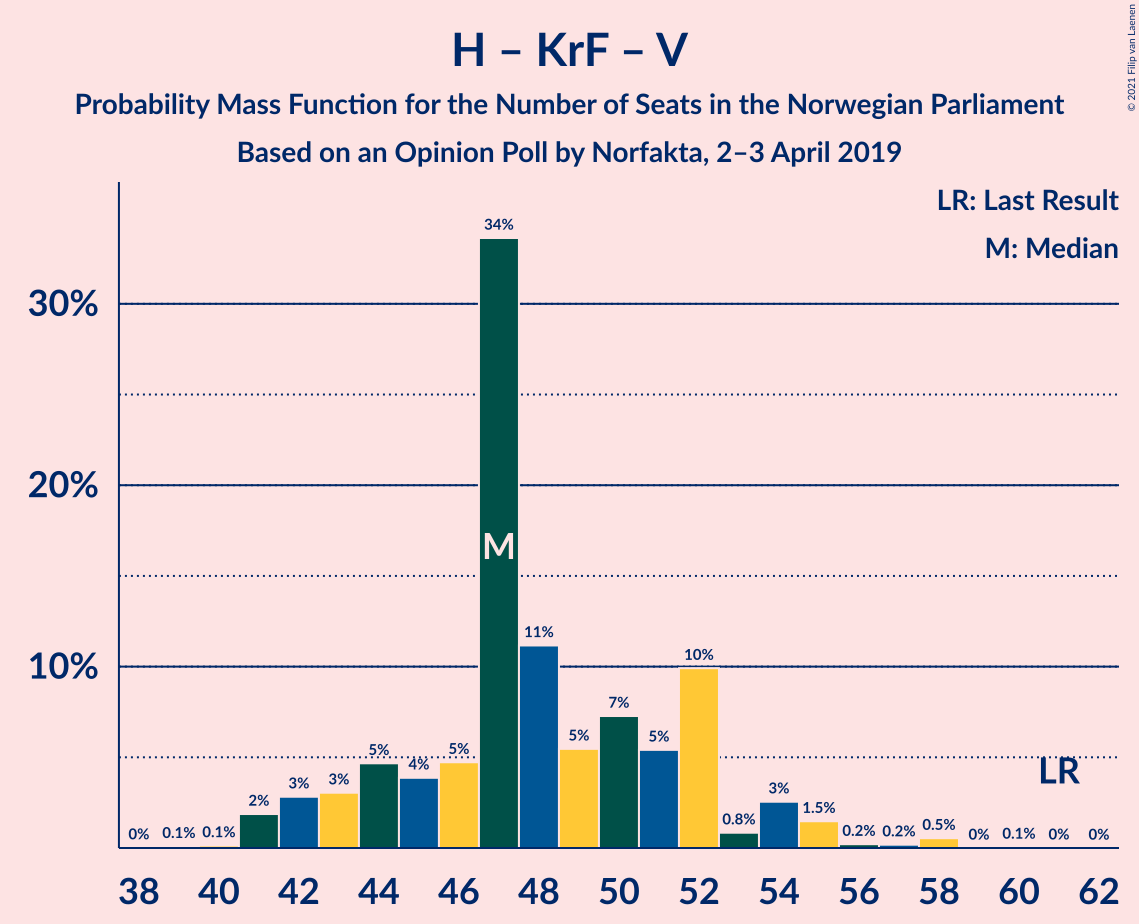 © 2021 Filip van Laenen
H – KrF – V
Probability Mass Function for the Number of Seats in the Norwegian Parliament
Based on an Opinion Poll by Norfakta, 2–3 April 2019
LR: Last Result
M: Median
30%
20%
10%
0% 0.1% 0.1% 2% 3% 3% 5% 4% 5% 34% 11% 5% 7% 5% 10% 0.8% 3% 1.5% 0.2% 0.2% 0.5% 0% 0.1% 0% 0%
M
LR
38 40 42 44 46 48 50 52 54 56 58 60 62